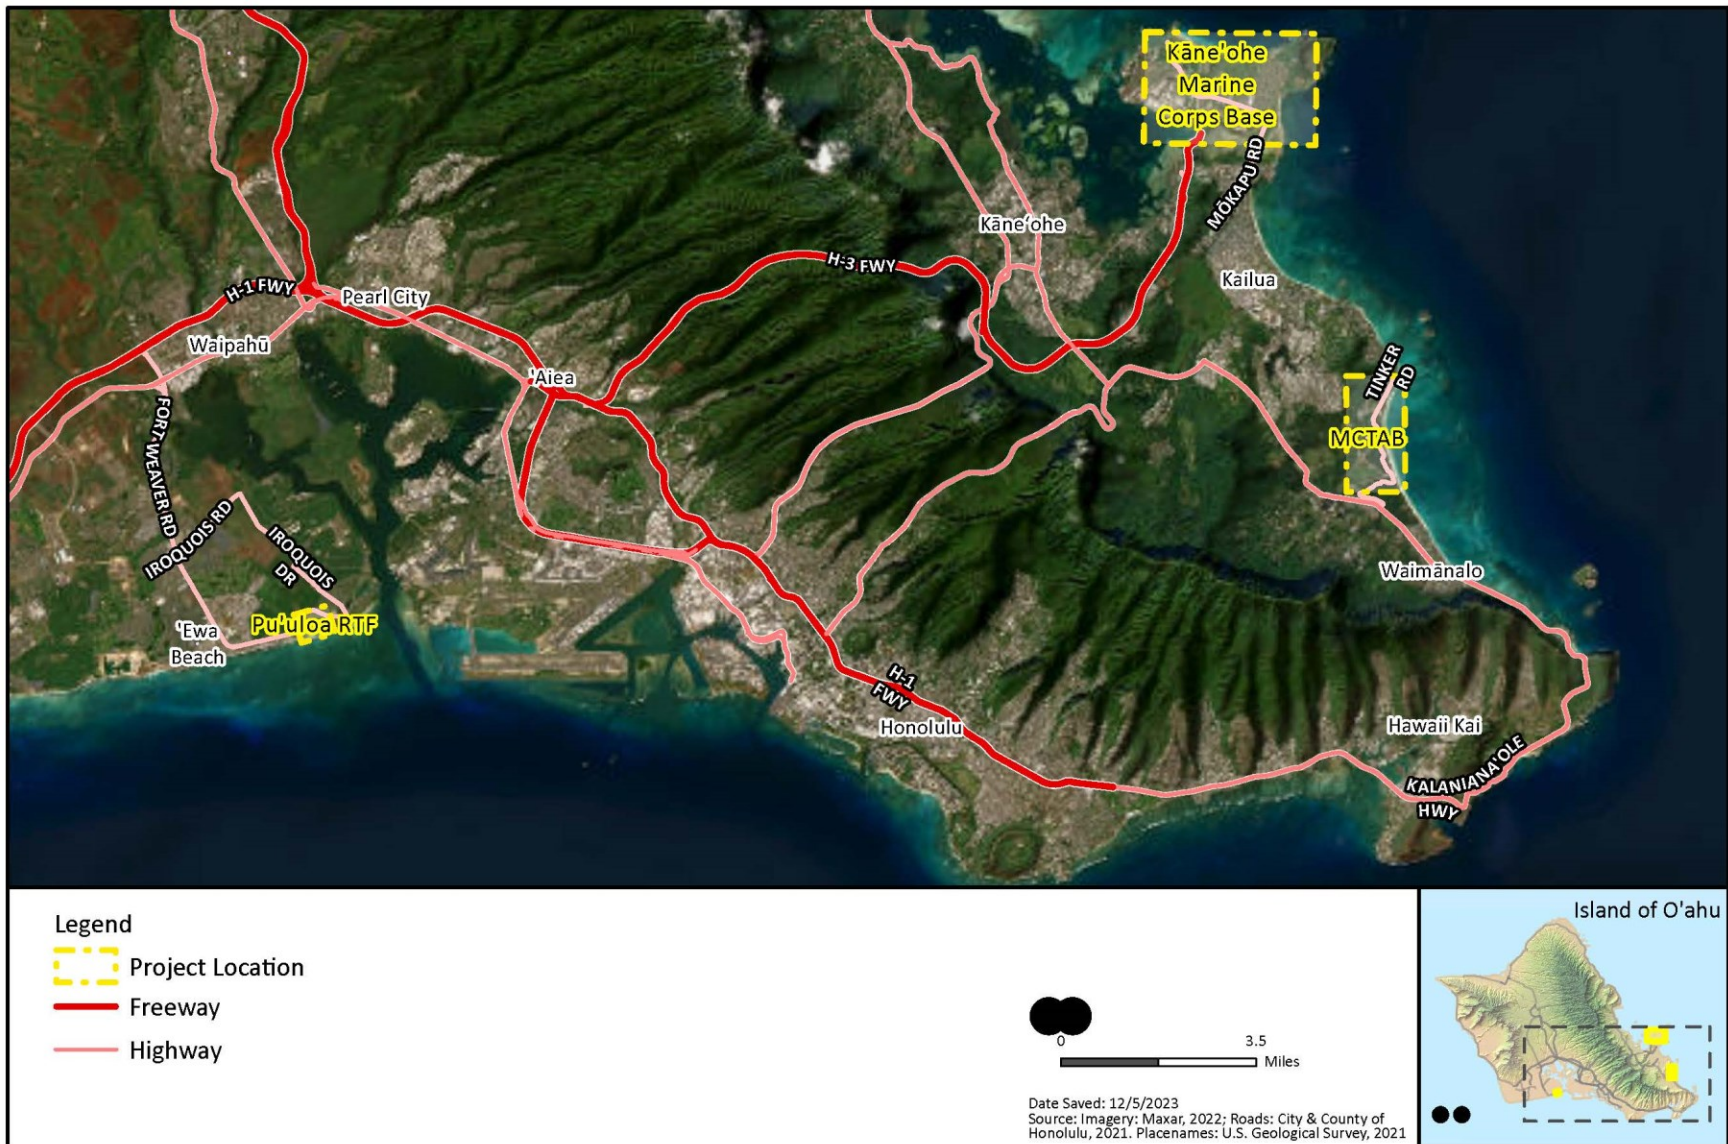 Kāne'ohe
Marine
Corps Base
MŌKAPU RD
Kāne'ohe
H-3 FWY
Kailua
H-1 FWY
Pearl City
Waipahū
'Aiea
TINKER
RD
MCTAB
FORT WEAVER RD
IROQUOIS RD
IROQUOIS
DR
Pu'uloa RTF
'Ewa
Beach
Waimānalo
H-1
FWY
Honolulu
Hawaii Kai
KALANIANA'OLE
HWY
Legend
Project Location
Freeway
Highway
0 3.5
Miles
Date Saved: 12/5/2023
Source: Imagery: Maxar, 2022; Roads: City & County of
Honolulu, 2021. Placenames: U.S. Geological Survey, 2021
Island of O'ahu